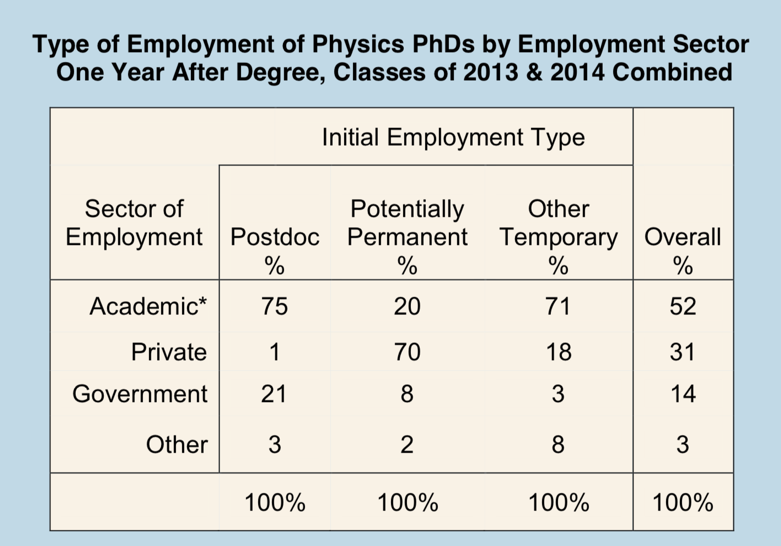 Type of Employment of Physics PhDs by Employment Sector
One Year After Degree, Classes of 2013 & 2014 Combined
Initial Employment Type
Sector of Employment Postdoc % Potentially Permanent % Other Temporary % Overall %
Academic* 75 20 71 52
Private 1 70 18 31
Government 21 8 3 14
Other 3 2 8 3
100% 100% 100% 100%